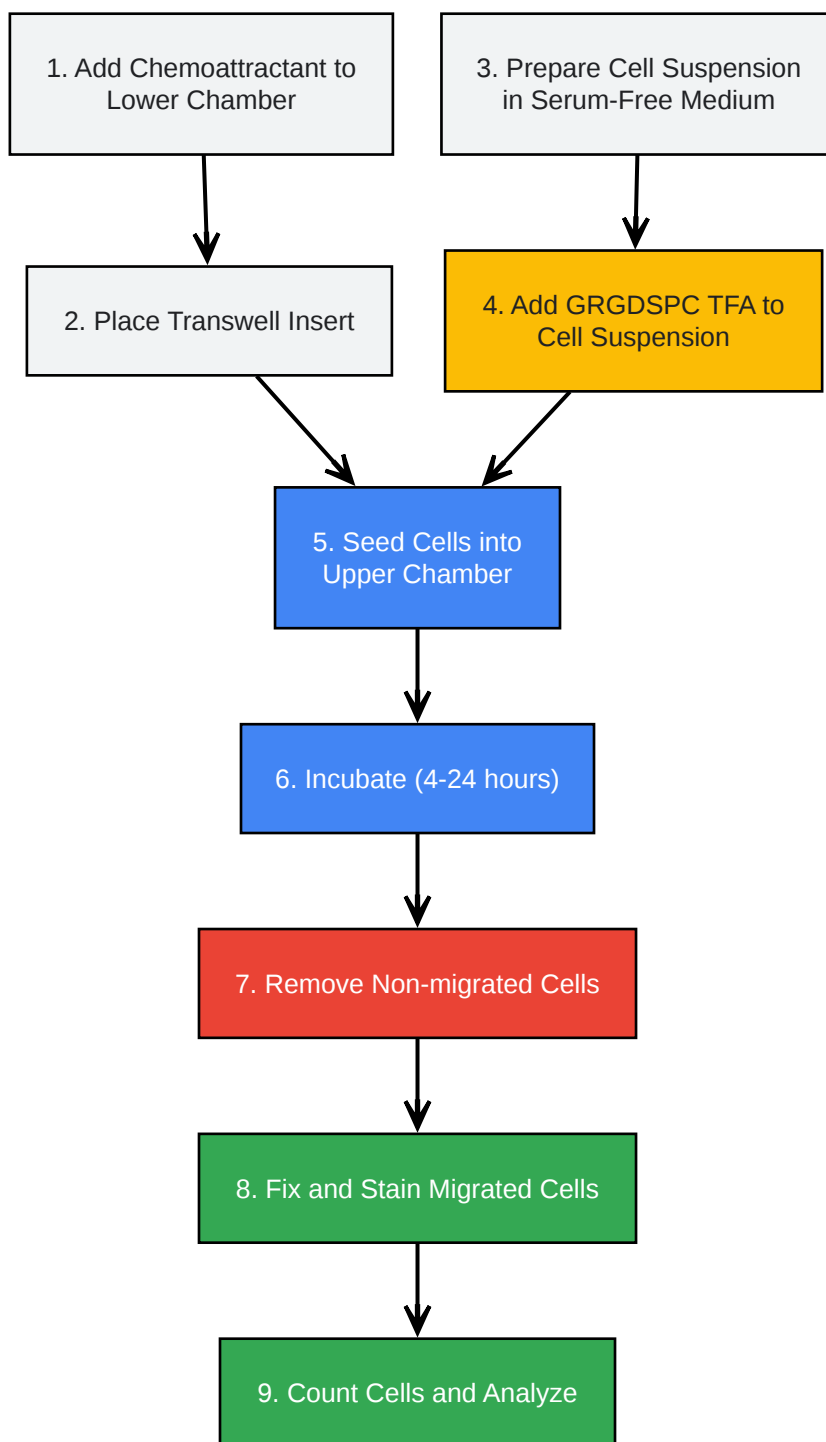 1. Add Chemoattractant to
Lower Chamber
3. Prepare Cell Suspension
in Serum-Free Medium
2. Place Transwell Insert
4. Add GRGDSPC TFA to
Cell Suspension
5. Seed Cells into
Upper Chamber
6. Incubate (4-24 hours)
7. Remove Non-migrated Cells
8. Fix and Stain Migrated Cells
9. Count Cells and Analyze